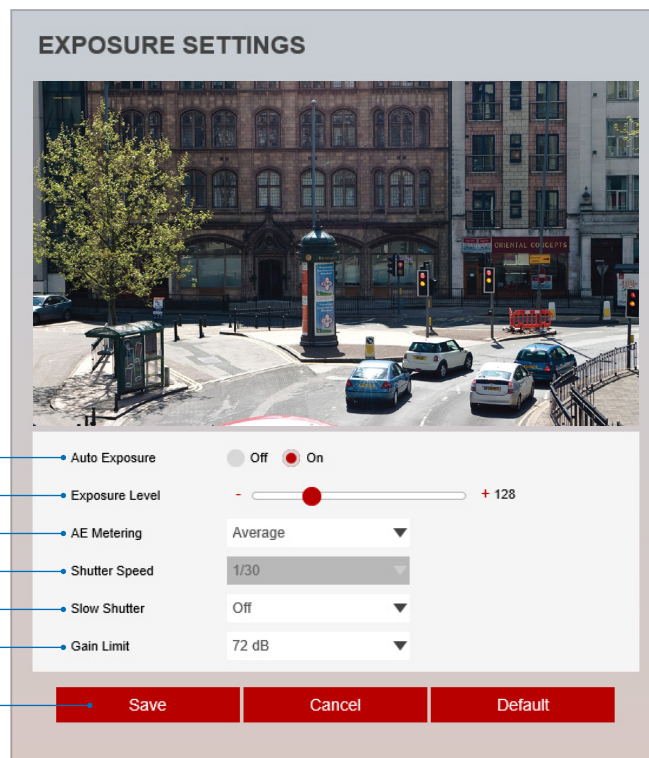 EXPOSURE SETTINGS
ORIENTAL CONCEPTS
Auto Exposure Off On
Exposure Level - + 128
AE Metering Average
Shutter Speed 1/30
Slow Shutter Off
Gain Limit 72 dB
Save Cancel Default